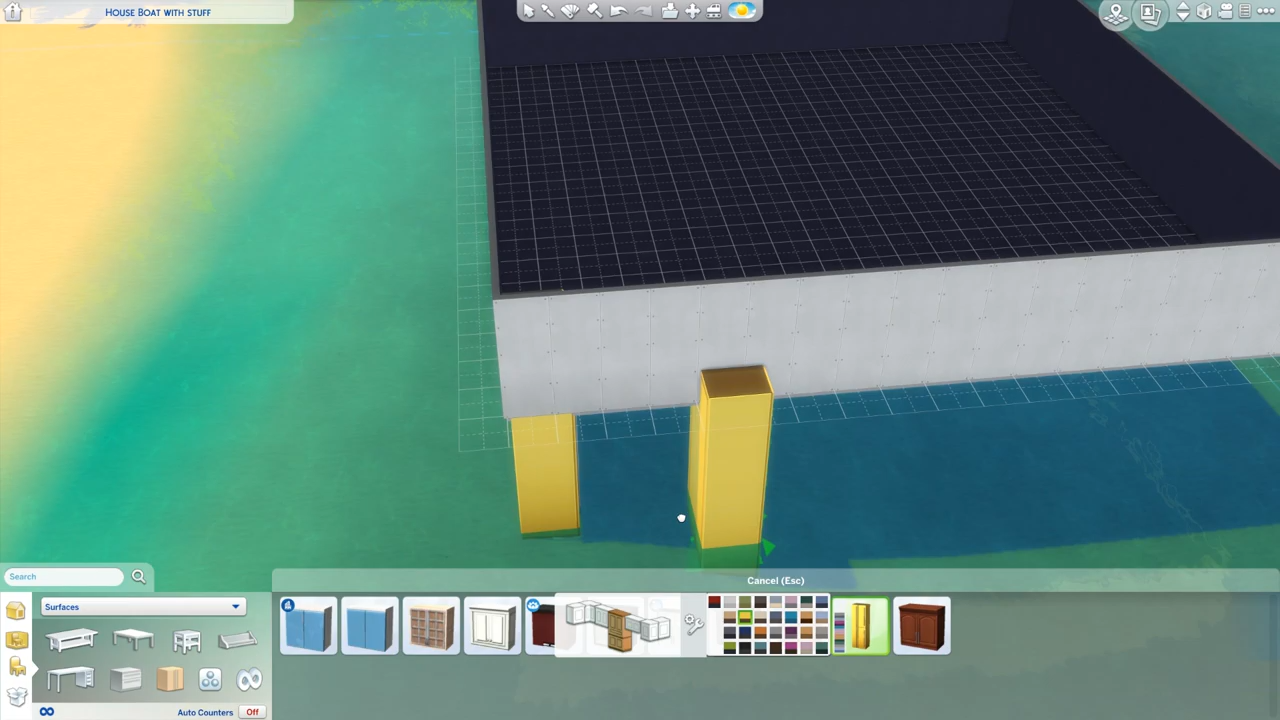 House Boat with stuff
Cancel (Esc)
Search
Surfaces
Auto Counters
Off